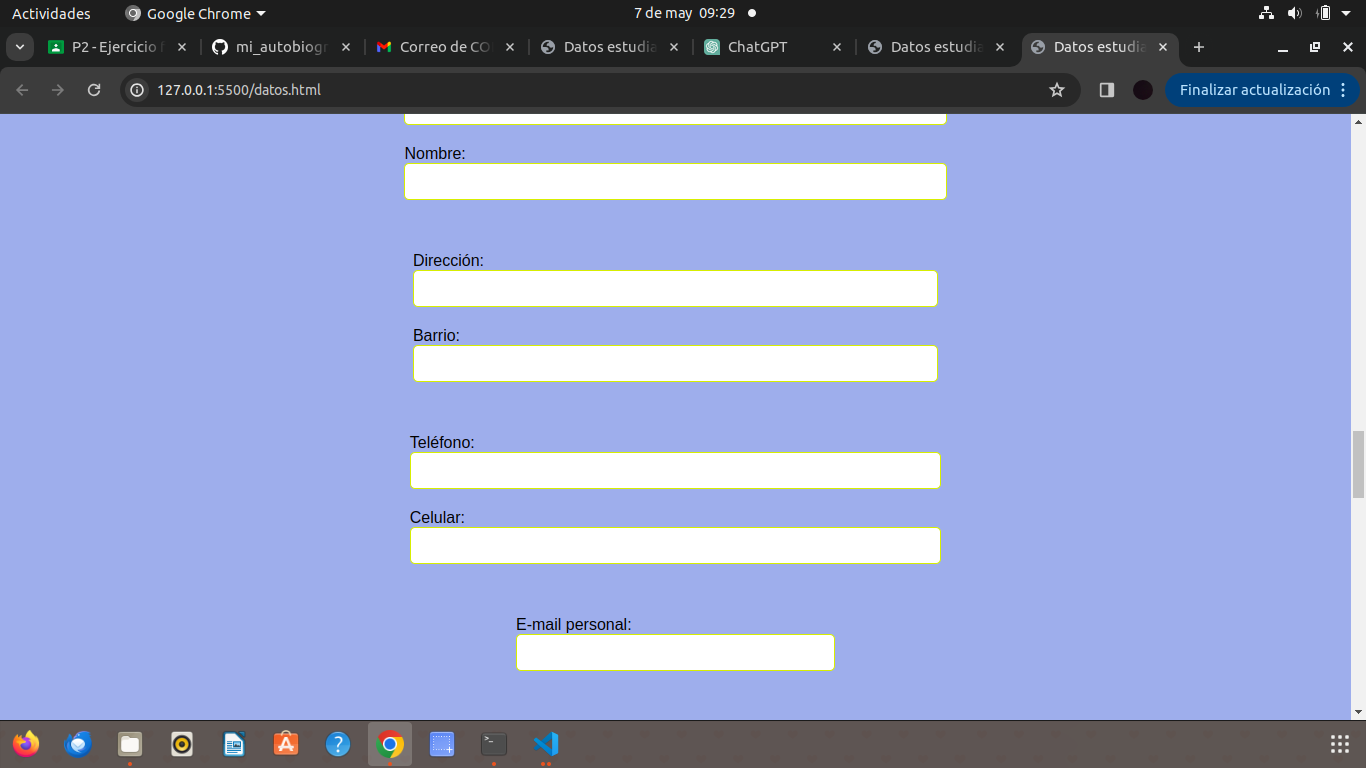 Actividades Google Chrome 7 de may 09:29
P2 - Ejercicio mi_autobiogr Correo de CO Datos estudia ChatGPT Datos estudia Datos estudia
127.0.0.1:5500/datos.html Finalizar actualización
Nombre:
Dirección:
Barrio:
Teléfono:
Celular:
E-mail personal: